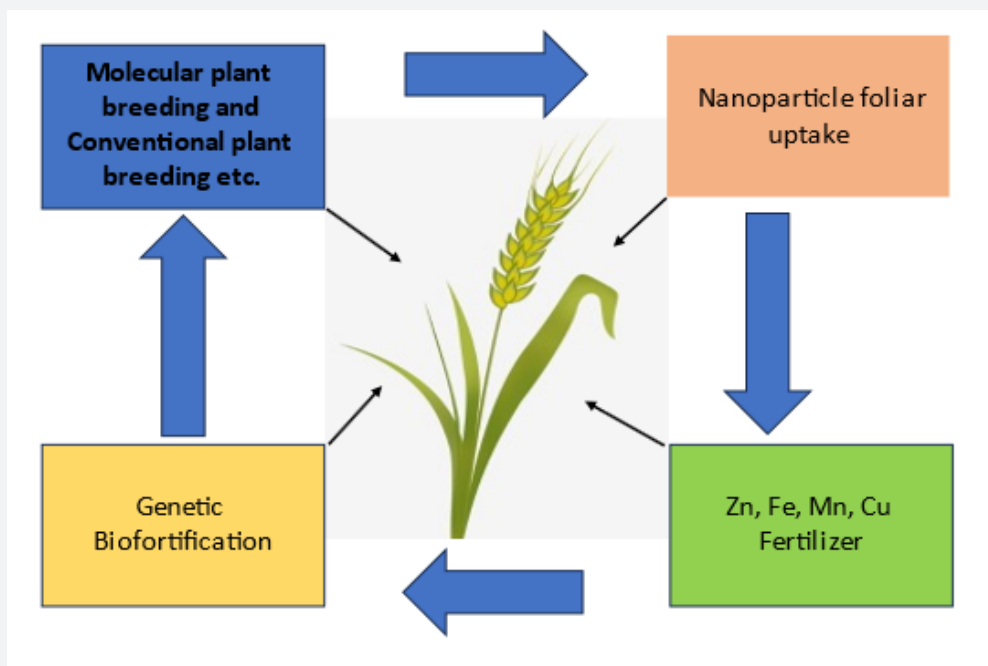 Molecular plant
breeding and
Conventional plant
breeding etc.
Nanoparticle foliar
uptake
Genetic
Biofortification
Zn, Fe, Mn, Cu
Fertilizer